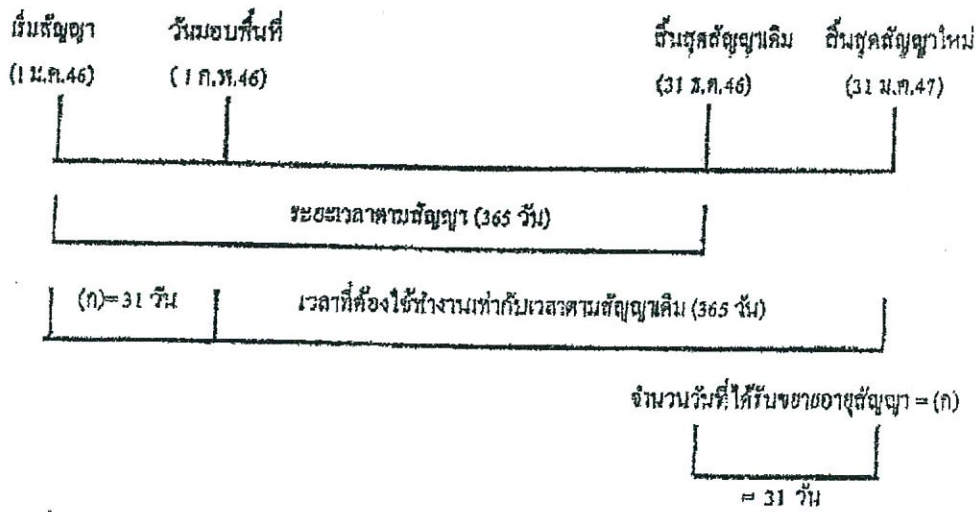 เริ่มสัญญา วันมอบพื้นที่ สิ้นสุดสัญญาเดิม สิ้นสุดสัญญาใหม่
(1 ม.ค.46) (1 ก.พ.46) (31 ธ.ค.46) (31 ม.ค.47)
ระยะเวลาตามสัญญา (365 วัน)
(ก)=31 วัน เวลาที่ต้องใช้ทำงานเท่ากับเวลาตามสัญญาเดิม (365 วัน)
จำนวนวันที่ได้รับขยายอายุสัญญา = (ก)
= 31 วัน